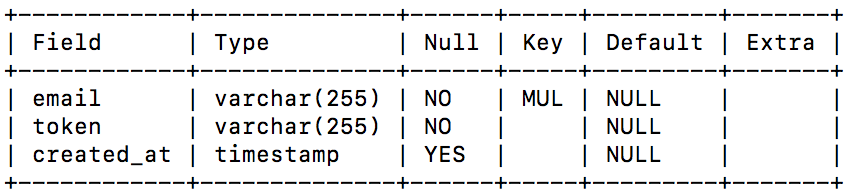 +------------+--------------+------+-----+---------+-------+
| Field      | Type         | Null | Key | Default | Extra |
+------------+--------------+------+-----+---------+-------+
| email      | varchar(255) | NO   | MUL | NULL    |       |
| token      | varchar(255) | NO   |     | NULL    |       |
| created_at | timestamp    | YES  |     | NULL    |       |
+------------+--------------+------+-----+---------+-------+